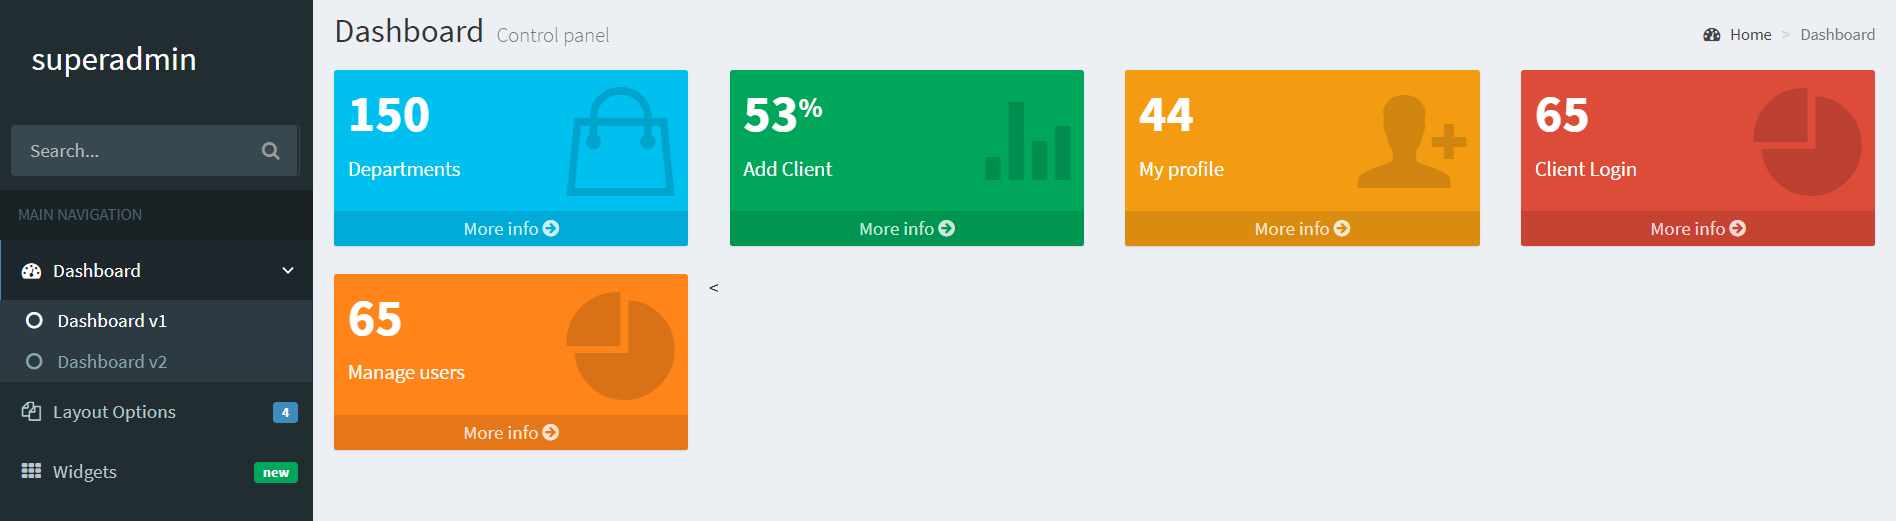 superadmin
Search...
MAIN NAVIGATION
Dashboard
Dashboard v1
Dashboard v2
Layout Options 4
Widgets new
Dashboard Control panel
Home > Dashboard
150
Departments
More info
53%
Add Client
More info
44
My profile
More info
65
Client Login
More info
65
Manage users
More info
<